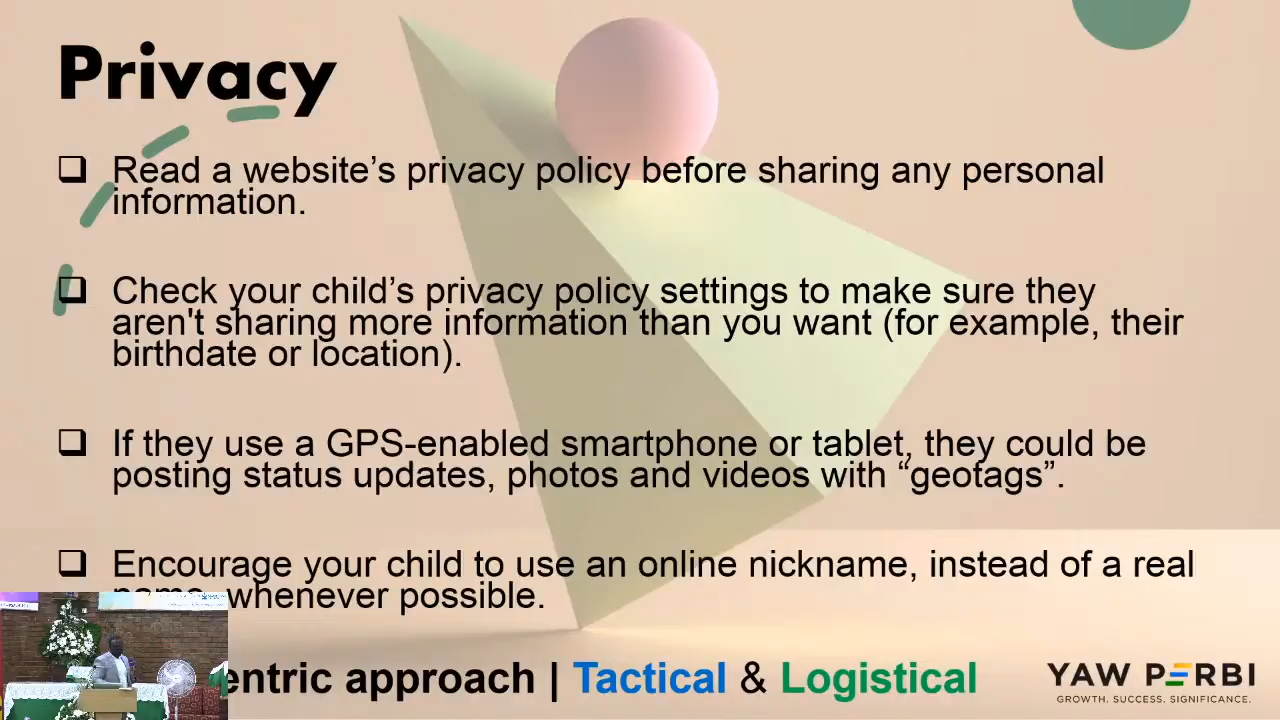 Privacy
❑ Read a website’s privacy policy before sharing any personal
information.
❑ Check your child’s privacy policy settings to make sure they
aren't sharing more information than you want (for example, their
birthdate or location).
❑ If they use a GPS-enabled smartphone or tablet, they could be
posting status updates, photos and videos with “geotags”.
❑ Encourage your child to use an online nickname, instead of a real
whenever possible.
approach | Tactical & Logistical
YAW PERBI
GROWTH. SUCCESS. SIGNIFICANCE.